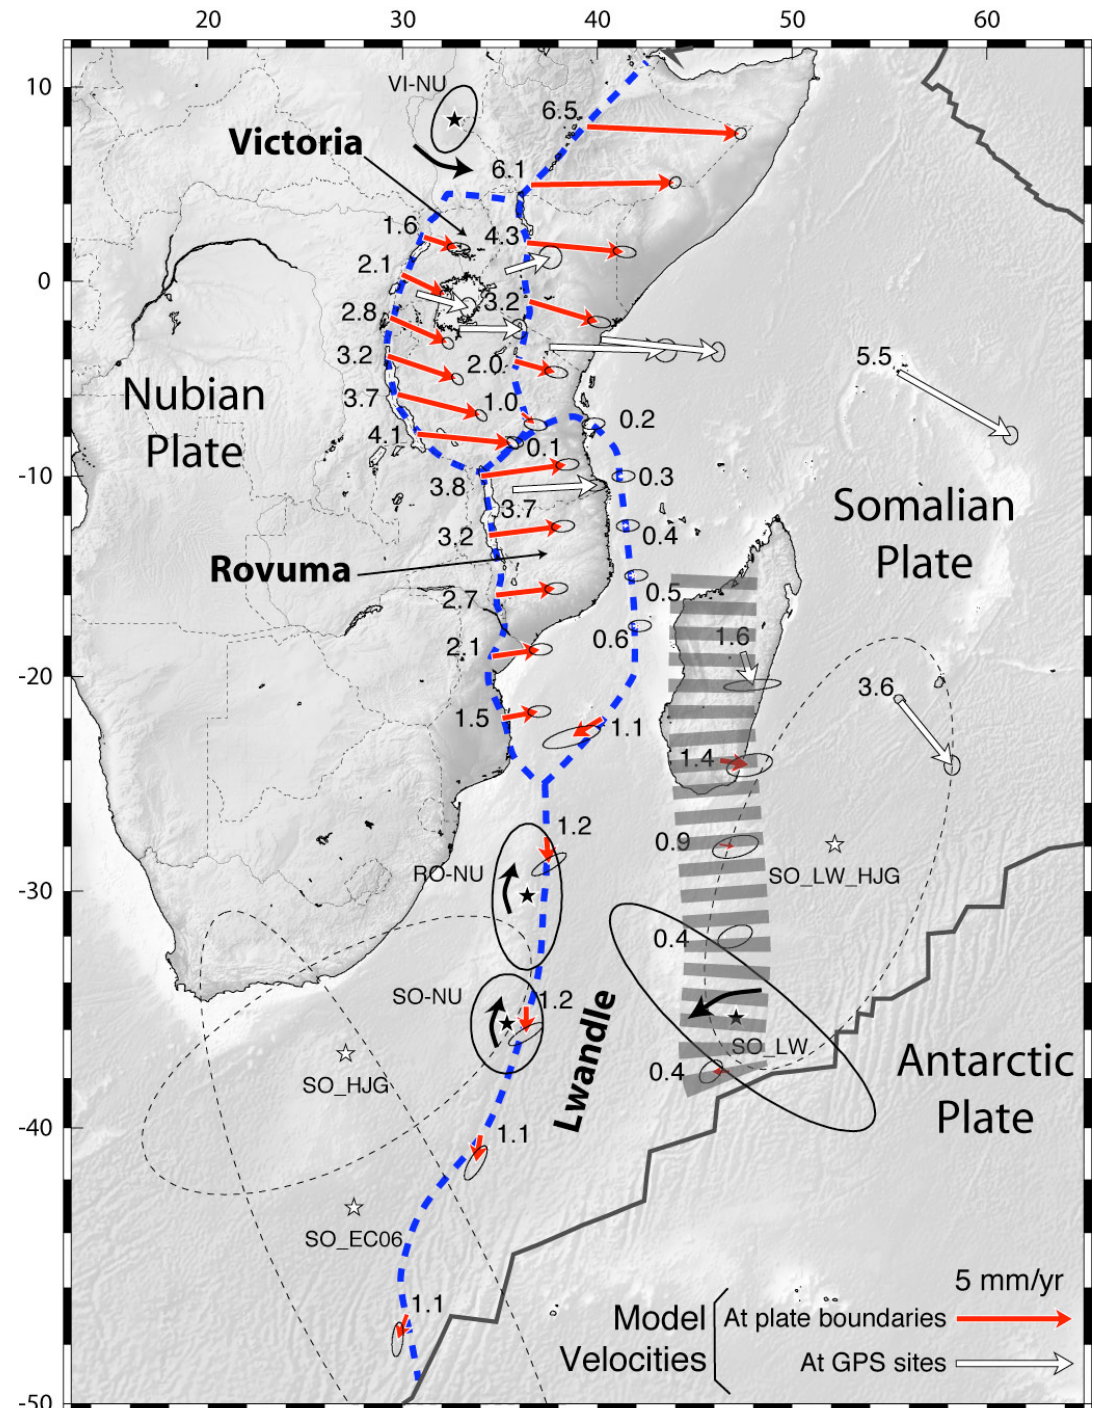 20 30 40 50 60
10
VI-NU
6.5
Victoria
6.1
1.6
4.3
0
2.1
3.2
2.8
3.2
2.0
5.5
Nubian
Plate
3.7
1.0
0.2
4.1
0.1
-10
3.8
0.3
3.7
Somalian
Plate
3.2
0.4
Rovuma
2.7
0.5
2.1
0.6
1.6
-20
3.6
1.5
1.1
1.4
1.2
0.9
RO-NU
SO_LW_HJG
-30
0.4
SO-NU
1.2
Lwandle
SO_LW
Antarctic
Plate
SO_HJG
0.4
-40
1.1
SO_EC06
5 mm/yr
1.1
Model
Velocities
At plate boundaries
At GPS sites
-50